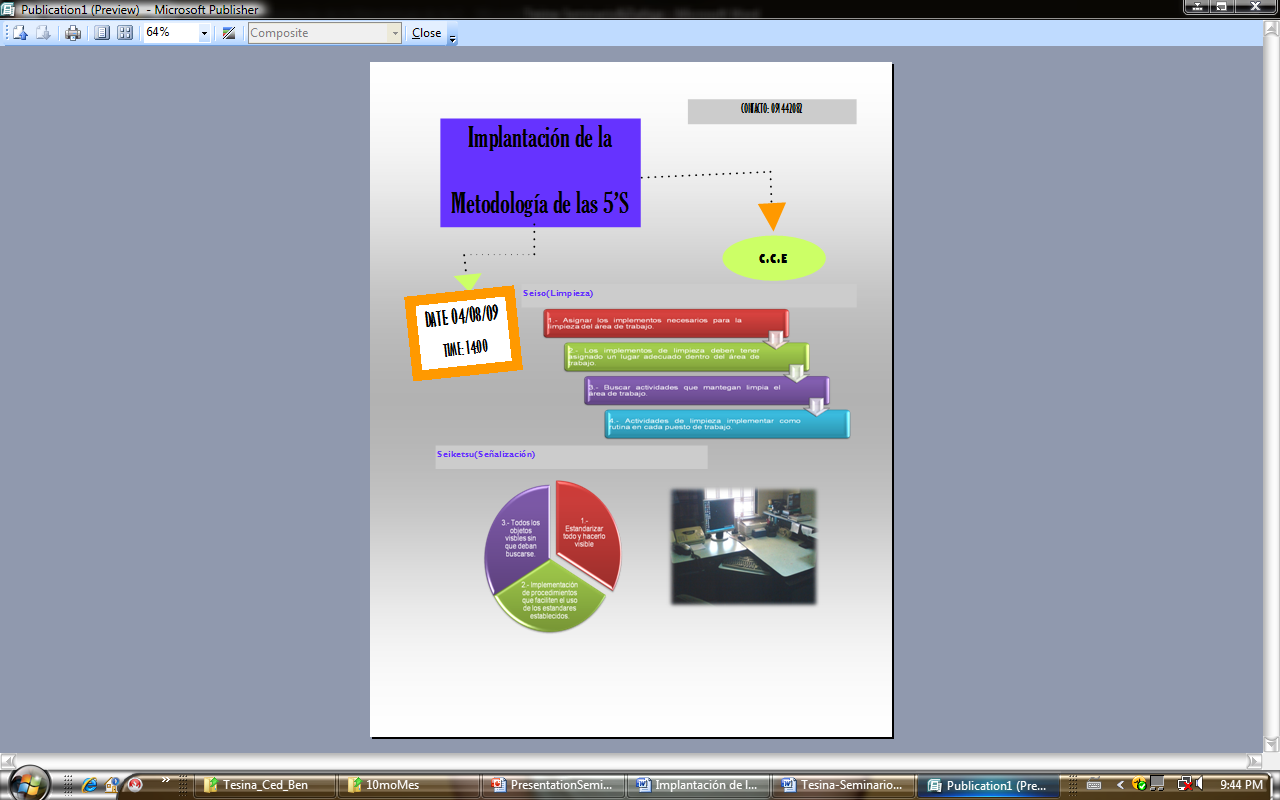 Publication1 (Preview) - Microsoft Publisher
64%
Composite
Close
CONTACTO: 091442082
Implantación de la
Metodología de las 5'S
C.C.E
DATE 04/08/09
TIME: 14:00
Seiso(Limpieza)
1.- Asignar los implementos necesarios para la
limpieza del área de trabajo.
2.- Los implementos de limpieza deben tener
asignado un lugar adecuado dentro del área de
trabajo.
3.- Buscar actividades que mantegan limpia el
área de trabajo.
4.- Actividades de limpieza implementar como
rutina en cada puesto de trabajo.
Seiketsu(Señalización)
1.-
Estandarizar
todo y hacerlo
visible
2.- Implementación
de procedimientos
que faciliten el uso
de los estandares
establecidos.
3.- Todos los
objetos
visbles sin
que deban
buscarse.
Tesina_Ced_Ben
10moMes
PresentationSemi...
Implantación de l...
Tesina-Seminario...
Publication1 (Pre...
9:44 PM